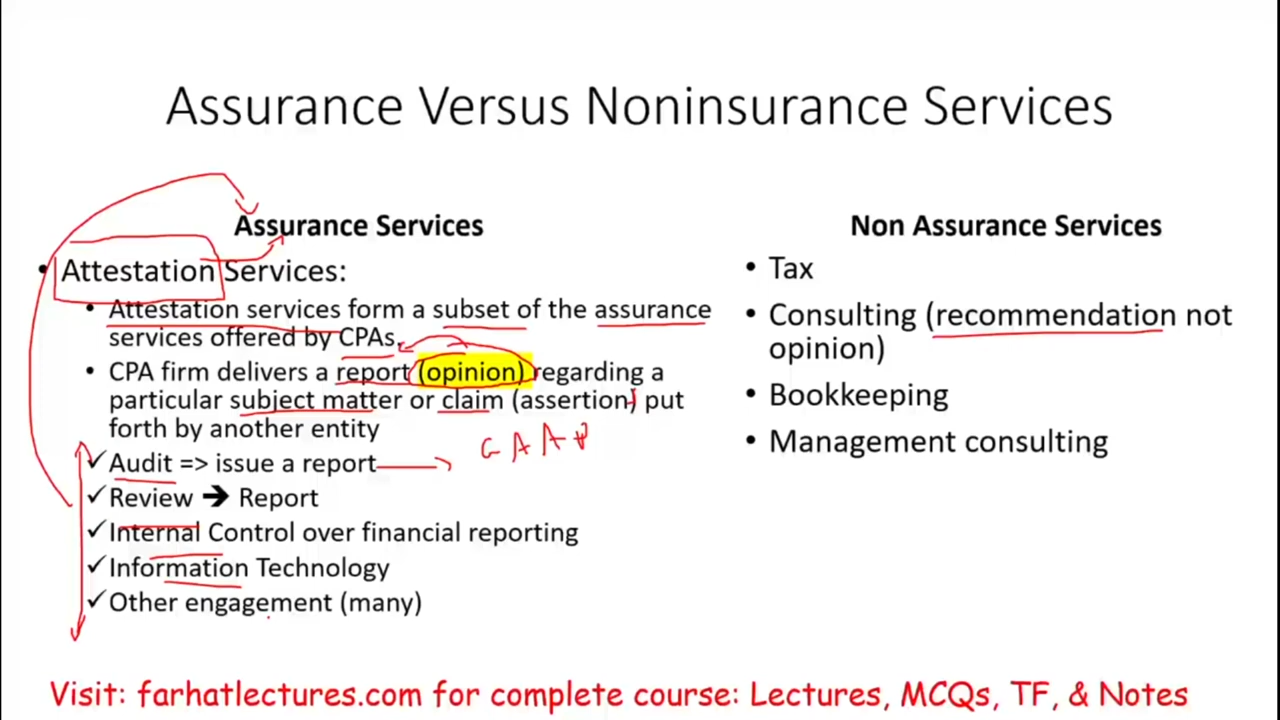 Assurance Versus Noninsurance Services
Assurance Services
• Attestation Services:
• Attestation services form a subset of the assurance
services offered by CPAs.
• CPA firm delivers a report (opinion) regarding a
particular subject matter or claim (assertion) put
forth by another entity
GAAP
✓ Audit => issue a report
✓ Review ➔ Report
✓ Internal Control over financial reporting
✓ Information Technology
✓ Other engagement (many)
Non Assurance Services
• Tax
• Consulting (recommendation not
opinion)
• Bookkeeping
• Management consulting
Visit: farhatlectures.com for complete course: Lectures, MCQs, TF, & Notes